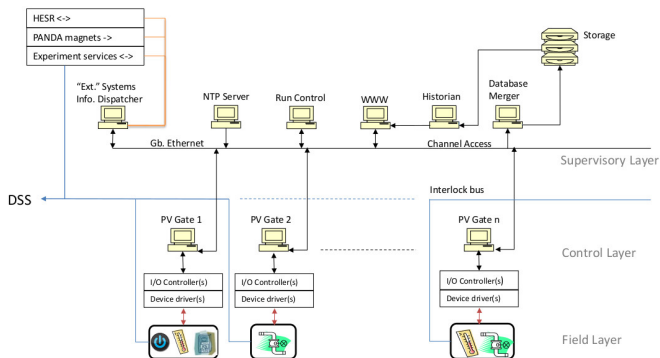 HESR <->
PANDA magnets ->
Experiment services <->
Storage
"Ext." Systems
Info. Dispatcher
NTP Server
Run Control
WWW
Historian
Database
Merger
Gb. Ethernet
Channel Access
Supervisory Layer
DSS
Interlock bus
PV Gate 1
PV Gate 2
PV Gate n
Control Layer
I/O Controller(s)
Device driver(s)
I/O Controller(s)
Device driver(s)
I/O Controller(s)
Device driver(s)
Field Layer